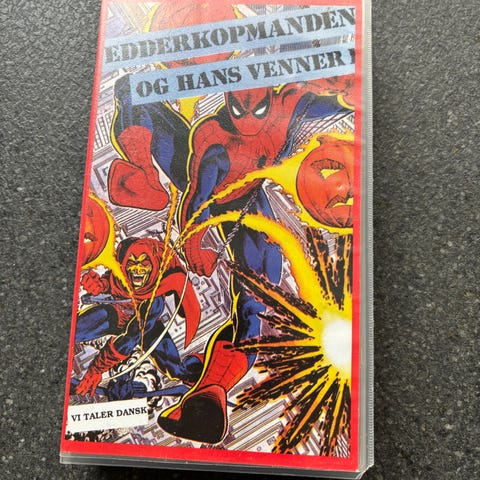 EDDERKOPMANDEN
OG HANS VENNER
VI TALER DANSK